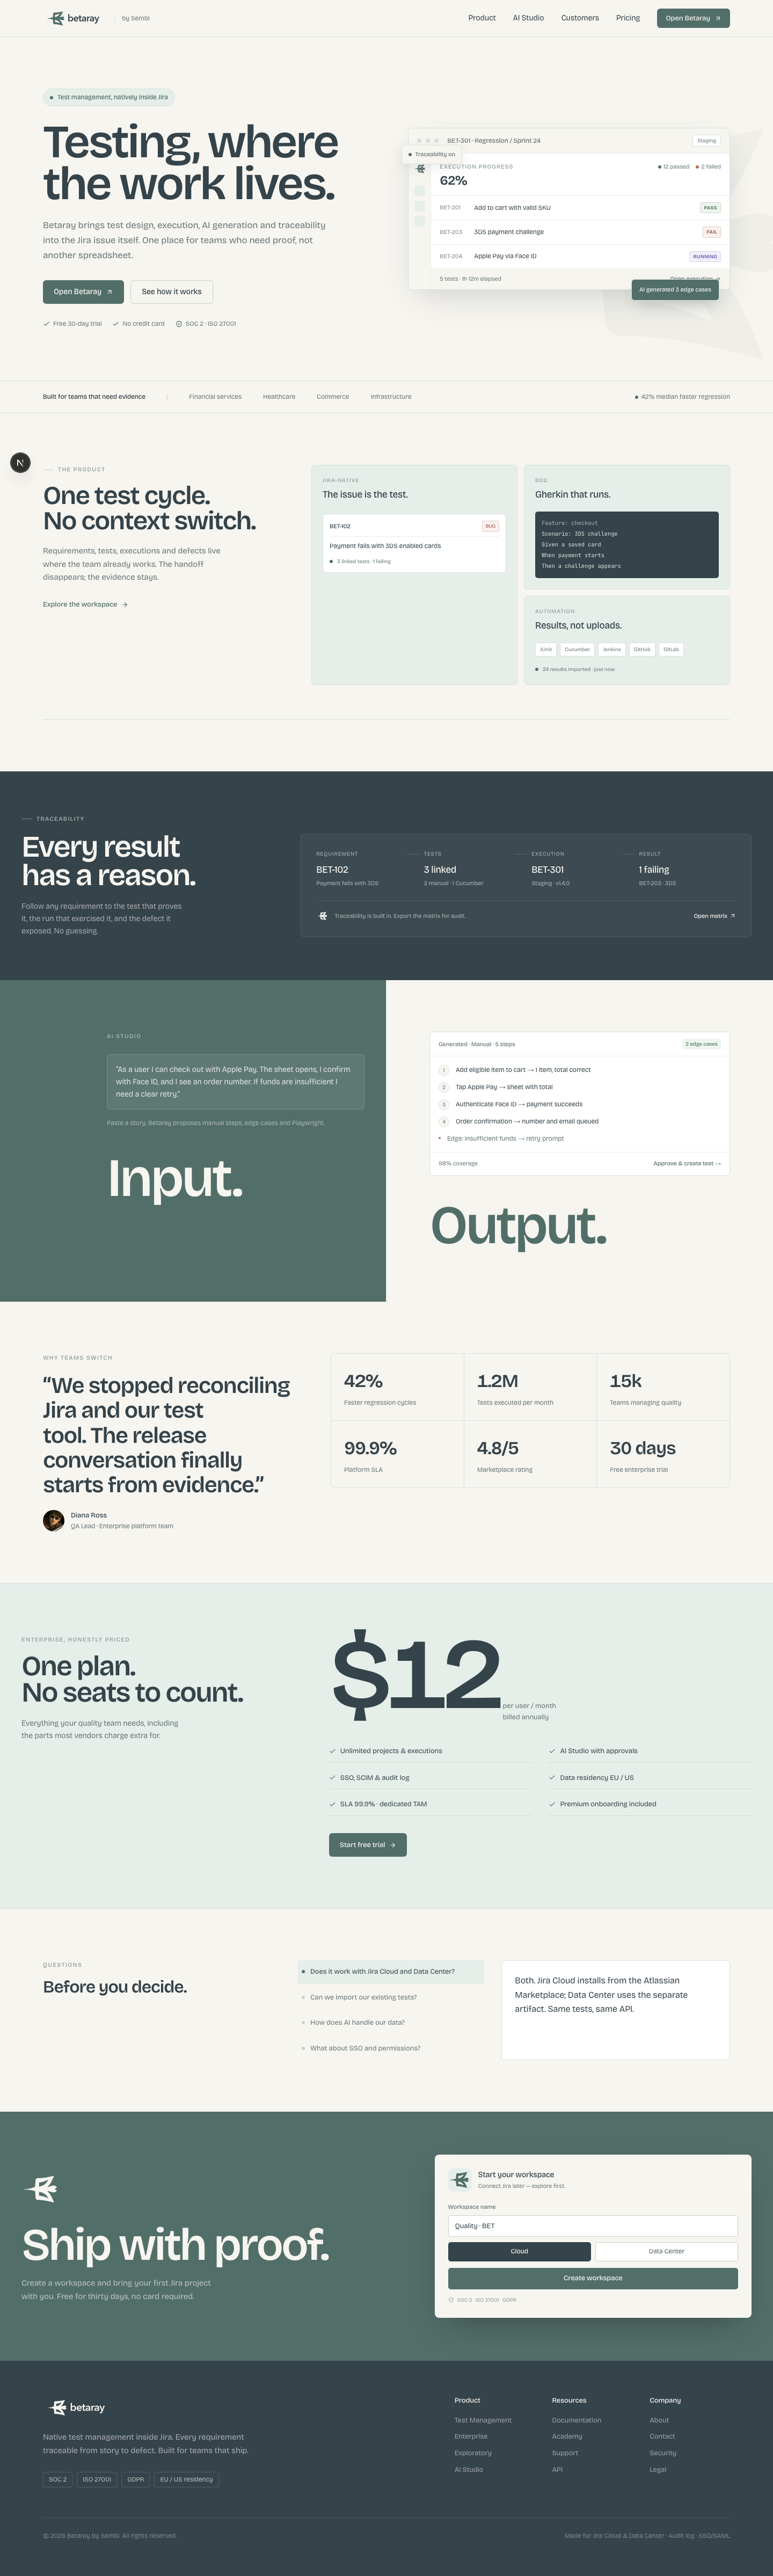 betaray
by Sembi
Product
AI Studio
Customers
Pricing
Open Betaray
Test management, natively inside Jira
Testing, where
the work lives.
Betaray brings test design, execution, AI generation and traceability
into the Jira issue itself. One place for teams who need proof, not
another spreadsheet.
Open Betaray
See how it works
Free 30-day trial
No credit card
SOC 2 · ISO 27001
BET-301 · Regression / Sprint 24
Staging
Traceability on
EXECUTION PROGRESS
12 passed
2 failed
62%
BET-201
Add to cart with valid SKU
PASS
BET-203
3DS payment challenge
FAIL
BET-204
Apple Pay via Face ID
RUNNING
5 tests · 1h 12m elapsed
Open execution →
AI generated 3 edge cases
Built for teams that need evidence
Financial services
Healthcare
Commerce
Infrastructure
42% median faster regression
N
THE PRODUCT
One test cycle.
No context switch.
Requirements, tests, executions and defects live
where the team already works. The handoff
disappears; the evidence stays.
Explore the workspace →
JIRA-NATIVE
The issue is the test.
BET-102
BUG
Payment fails with 3DS enabled cards
3 linked tests · 1 failing
BDD
Gherkin that runs.
Feature: checkout
Scenario: 3DS challenge
Given a saved card
When payment starts
Then a challenge appears
AUTOMATION
Results, not uploads.
JUnit
Cucumber
Jenkins
GitHub
GitLab
24 results imported · just now
TRACEABILITY
Every result
has a reason.
Follow any requirement to the test that proves
it, the run that exercised it, and the defect it
exposed. No guessing.
REQUIREMENT
BET-102
Payment fails with 3DS
TESTS
3 linked
2 manual · 1 Cucumber
EXECUTION
BET-301
Staging · v1.4.0
RESULT
1 failing
BET-203 · 3DS
Traceability is built in. Export the matrix for audit.
Open matrix
AI STUDIO
"As a user I can check out with Apple Pay. The sheet opens, I confirm
with Face ID, and I see an order number. If funds are insufficient I
need a clear retry."
Paste a story. Betaray proposes manual steps, edge cases and Playwright.
Input.
Generated · Manual · 5 steps
2 edge cases
1
Add eligible item to cart → 1 item, total correct
2
Tap Apple Pay → sheet with total
3
Authenticate Face ID → payment succeeds
4
Order confirmation → number and email queued
Edge: insufficient funds → retry prompt
98% coverage
Approve & create test →
Output.
WHY TEAMS SWITCH
“We stopped reconciling
Jira and our test
tool. The release
conversation finally
starts from evidence.”
Diana Ross
QA Lead · Enterprise platform team
42%
Faster regression cycles
1.2M
Tests executed per month
15k
Teams managing quality
99.9%
Platform SLA
4.8/5
Marketplace rating
30 days
Free enterprise trial
ENTERPRISE, HONESTLY PRICED
One plan.
No seats to count.
Everything your quality team needs, including
the parts most vendors charge extra for.
$12
per user / month
billed annually
Unlimited projects & executions
AI Studio with approvals
SSO, SCIM & audit log
Data residency EU / US
SLA 99.9% · dedicated TAM
Premium onboarding included
Start free trial →
QUESTIONS
Before you decide.
Does it work with Jira Cloud and Data Center?
Can we import our existing tests?
How does AI handle our data?
What about SSO and permissions?
Both. Jira Cloud installs from the Atlassian
Marketplace; Data Center uses the separate
artifact. Same tests, same API.
Ship with proof.
Create a workspace and bring your first Jira project
with you. Free for thirty days, no card required.
Start your workspace
Connect Jira later — explore first.
Workspace name
Quality · BET
Cloud
Data Center
Create workspace
SOC 2 · ISO 27001 · GDPR
betaray
Native test management inside Jira. Every requirement
traceable from story to defect. Built for teams that ship.
SOC 2
ISO 27001
GDPR
EU / US residency
Product
Test Management
Enterprise
Exploratory
AI Studio
Resources
Documentation
Academy
Support
API
Company
About
Contact
Security
Legal
© 2026 Betaray by Sembi. All rights reserved.
Made for Jira Cloud & Data Center · Audit log · SSO/SAML